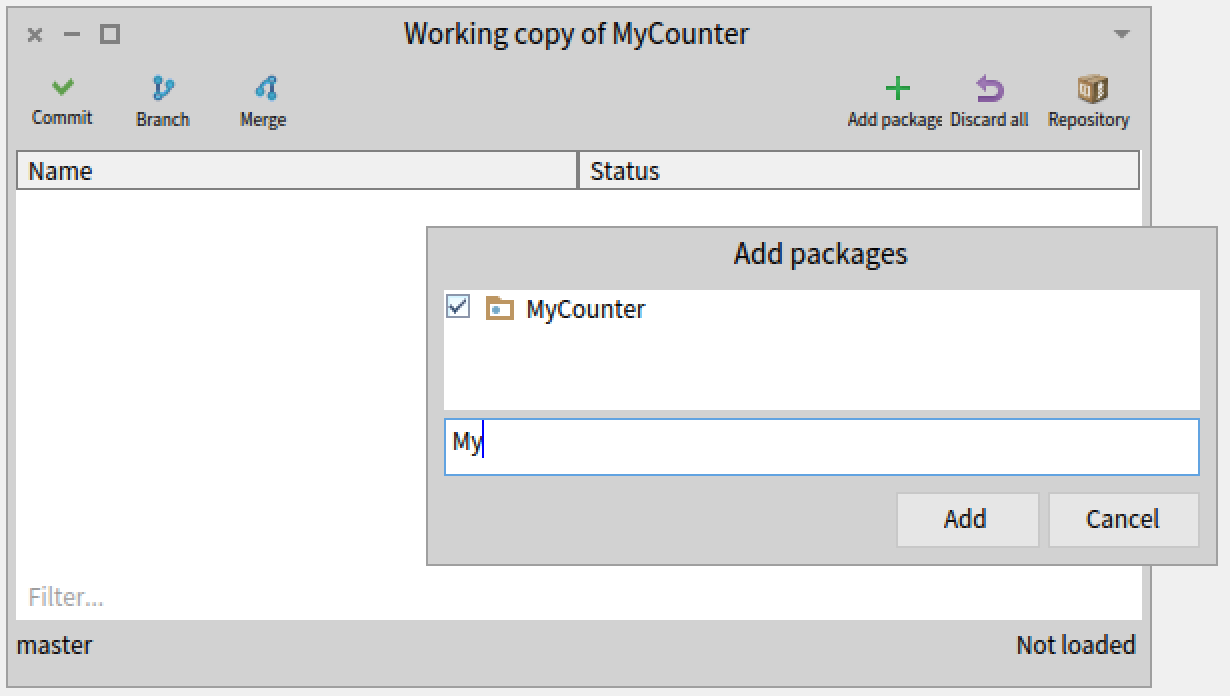 Working copy of MyCounter
Commit Branch Merge Add package Discard all Repository
Name Status
Add packages
MyCounter
My
Add Cancel
Filter...
master Not loaded